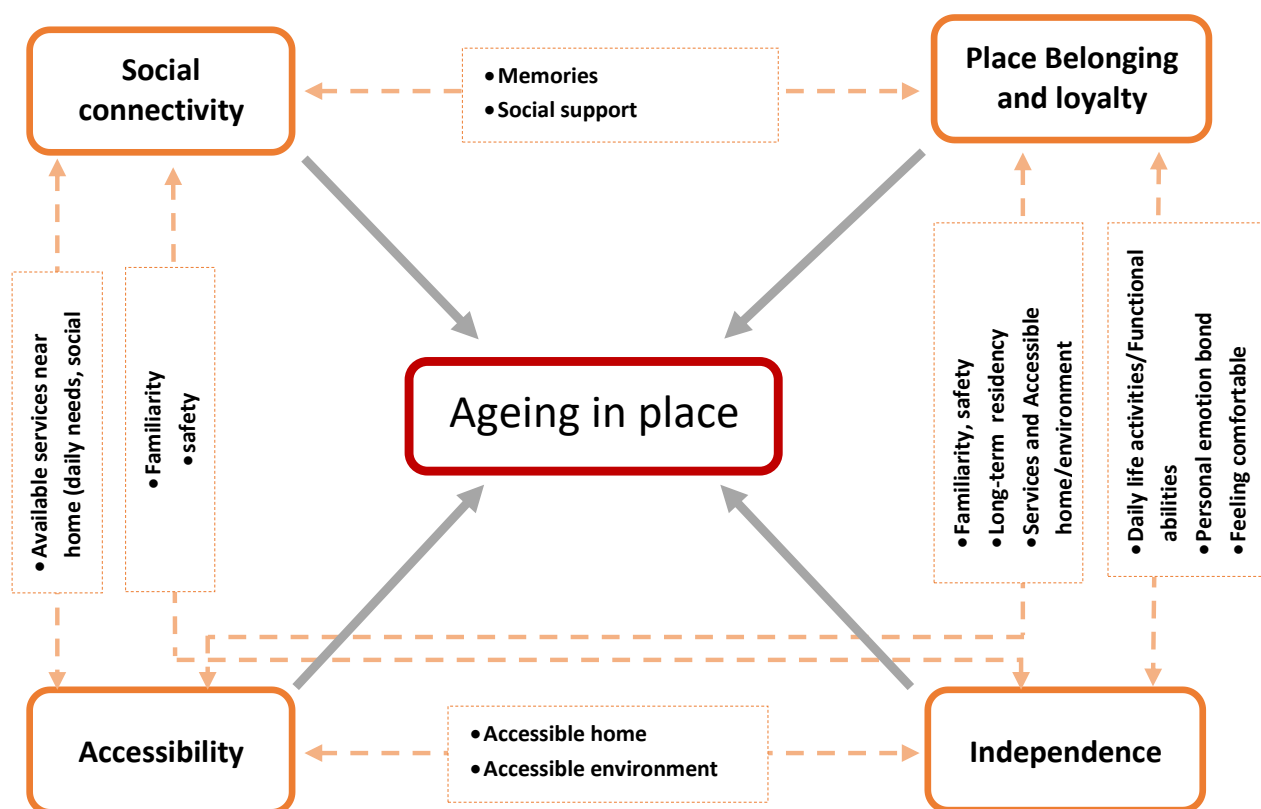 Social
connectivity
• Memories
• Social support
Place Belonging
and loyalty
• Available services near
home (daily needs, social
• Familiarity
• safety
Ageing in place
• Familiarity, safety
• Long-term residency
• Services and Accessible
home/environment
• Daily life activities/Functional
abilities
• Personal emotion bond
• Feeling comfortable
Accessibility
• Accessible home
• Accessible environment
Independence